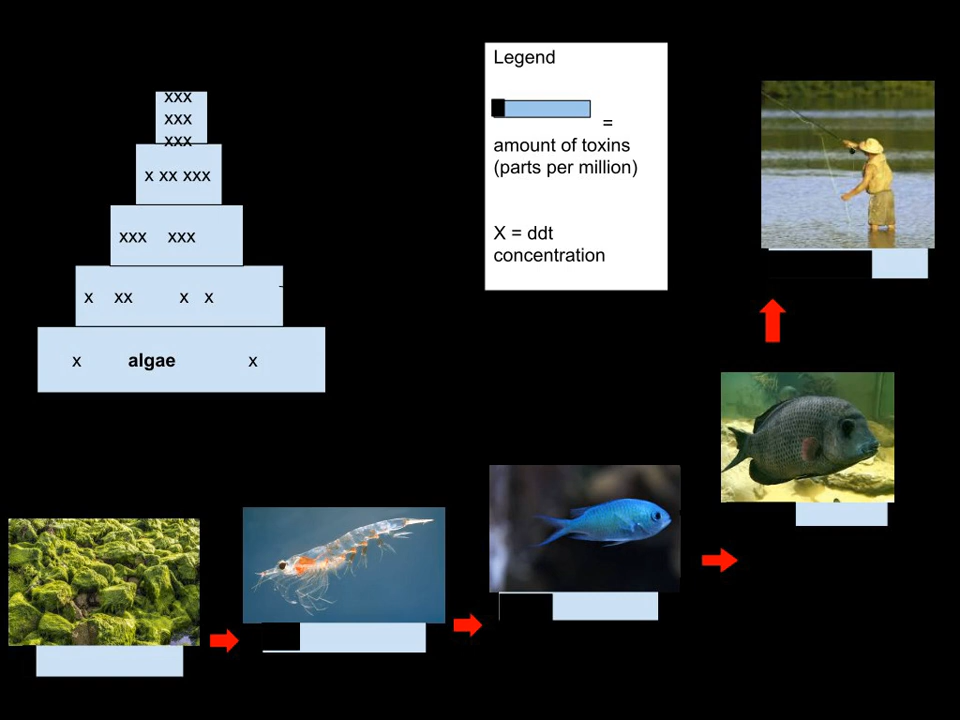 xxx
xxx
xxx
x xx xxx
xxx xxx
x xx x x
x algae x
Legend
=
amount of toxins
(parts per million)
X = ddt
concentration